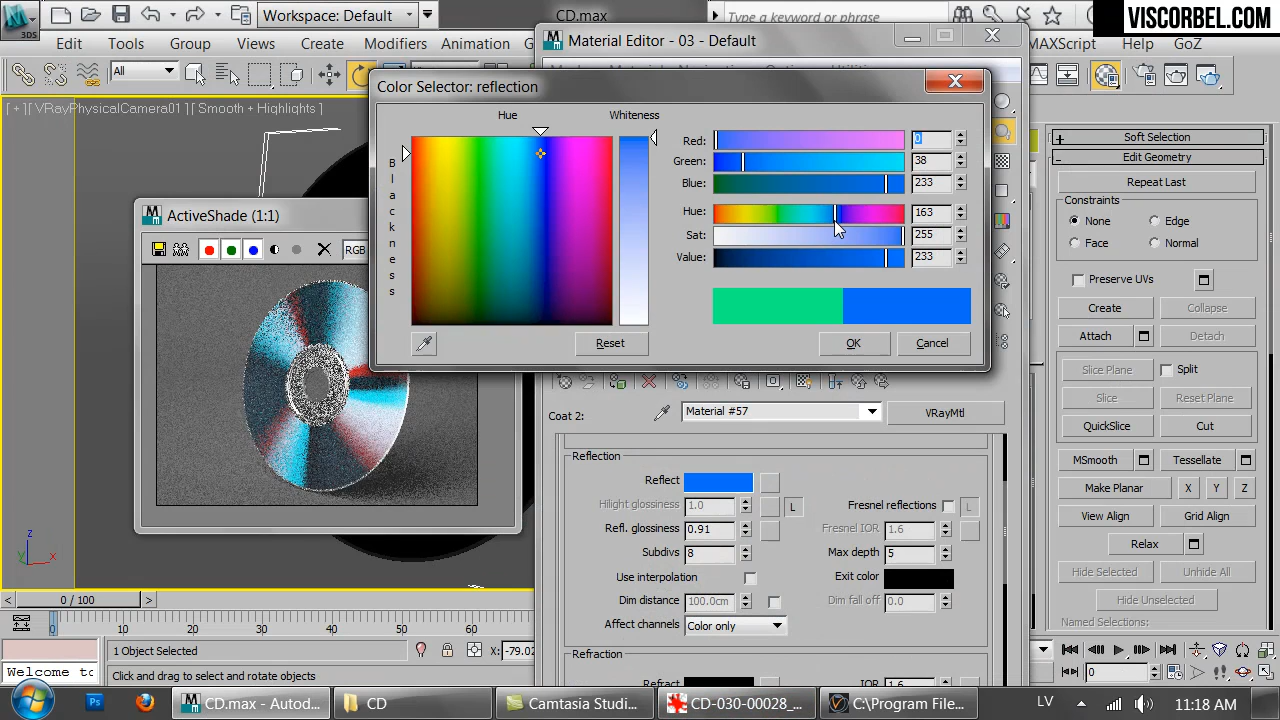 3DS
Workspace: Default
CD.max
Type a keyword or phrase
VISCORBEL.COM
Edit Tools Group Views Create Modifiers Animation
MAXScript Help GoZ
Material Editor - 03 - Default
All
[ + ] [ VRayPhysicalCamera01 ] [ Smooth + Highlights ]
Color Selector: reflection
Hue
Whiteness
Blackness
Red: 0
Green: 38
Blue: 233
Hue: 163
Sat: 255
Value: 233
Reset
OK
Cancel
ActiveShade (1:1)
RGB
Coat 2:
Material #57
VRayMtl
Reflection
Reflect
Hilight glossiness 1.0 L
Fresnel reflections L
Refl. glossiness 0.91
Fresnel IOR 1.6
Subdivs 8
Max depth 5
Use interpolation
Exit color
Dim distance 100.0cm
Dim fall off 0.0
Affect channels Color only
Refraction
Refract
IOR 1.6
Soft Selection
Edit Geometry
Repeat Last
Constraints
None Edge
Face Normal
Preserve UVs
Create Collapse
Attach Detach
Slice Plane Split
Slice Reset Plane
QuickSlice Cut
MSmooth Tessellate
Make Planar X Y Z
View Align Grid Align
Relax
Hide Selected Unhide All
Hide Unselected
Named Selections:
z
y
x
< 0 / 100 >
0 10 20 30 40 50 60
1 Object Selected
X: -79.0
Welcome to
Click and drag to select and rotate objects
0
CD.max - Autod...
CD
Camtasia Studi...
CD-030-00028_...
C:\Program File...
LV
11:18 AM